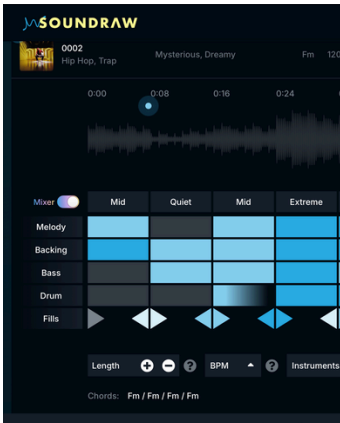 SOUNDRAW
0002
Hip Hop, Trap
Mysterious, Dreamy
Fm
120
0:00 0:08 0:16 0:24
Mixer Mid Quiet Mid Extreme
Melody
Backing
Bass
Drum
Fills
Length BPM Instruments
Chords: Fm / Fm / Fm / Fm